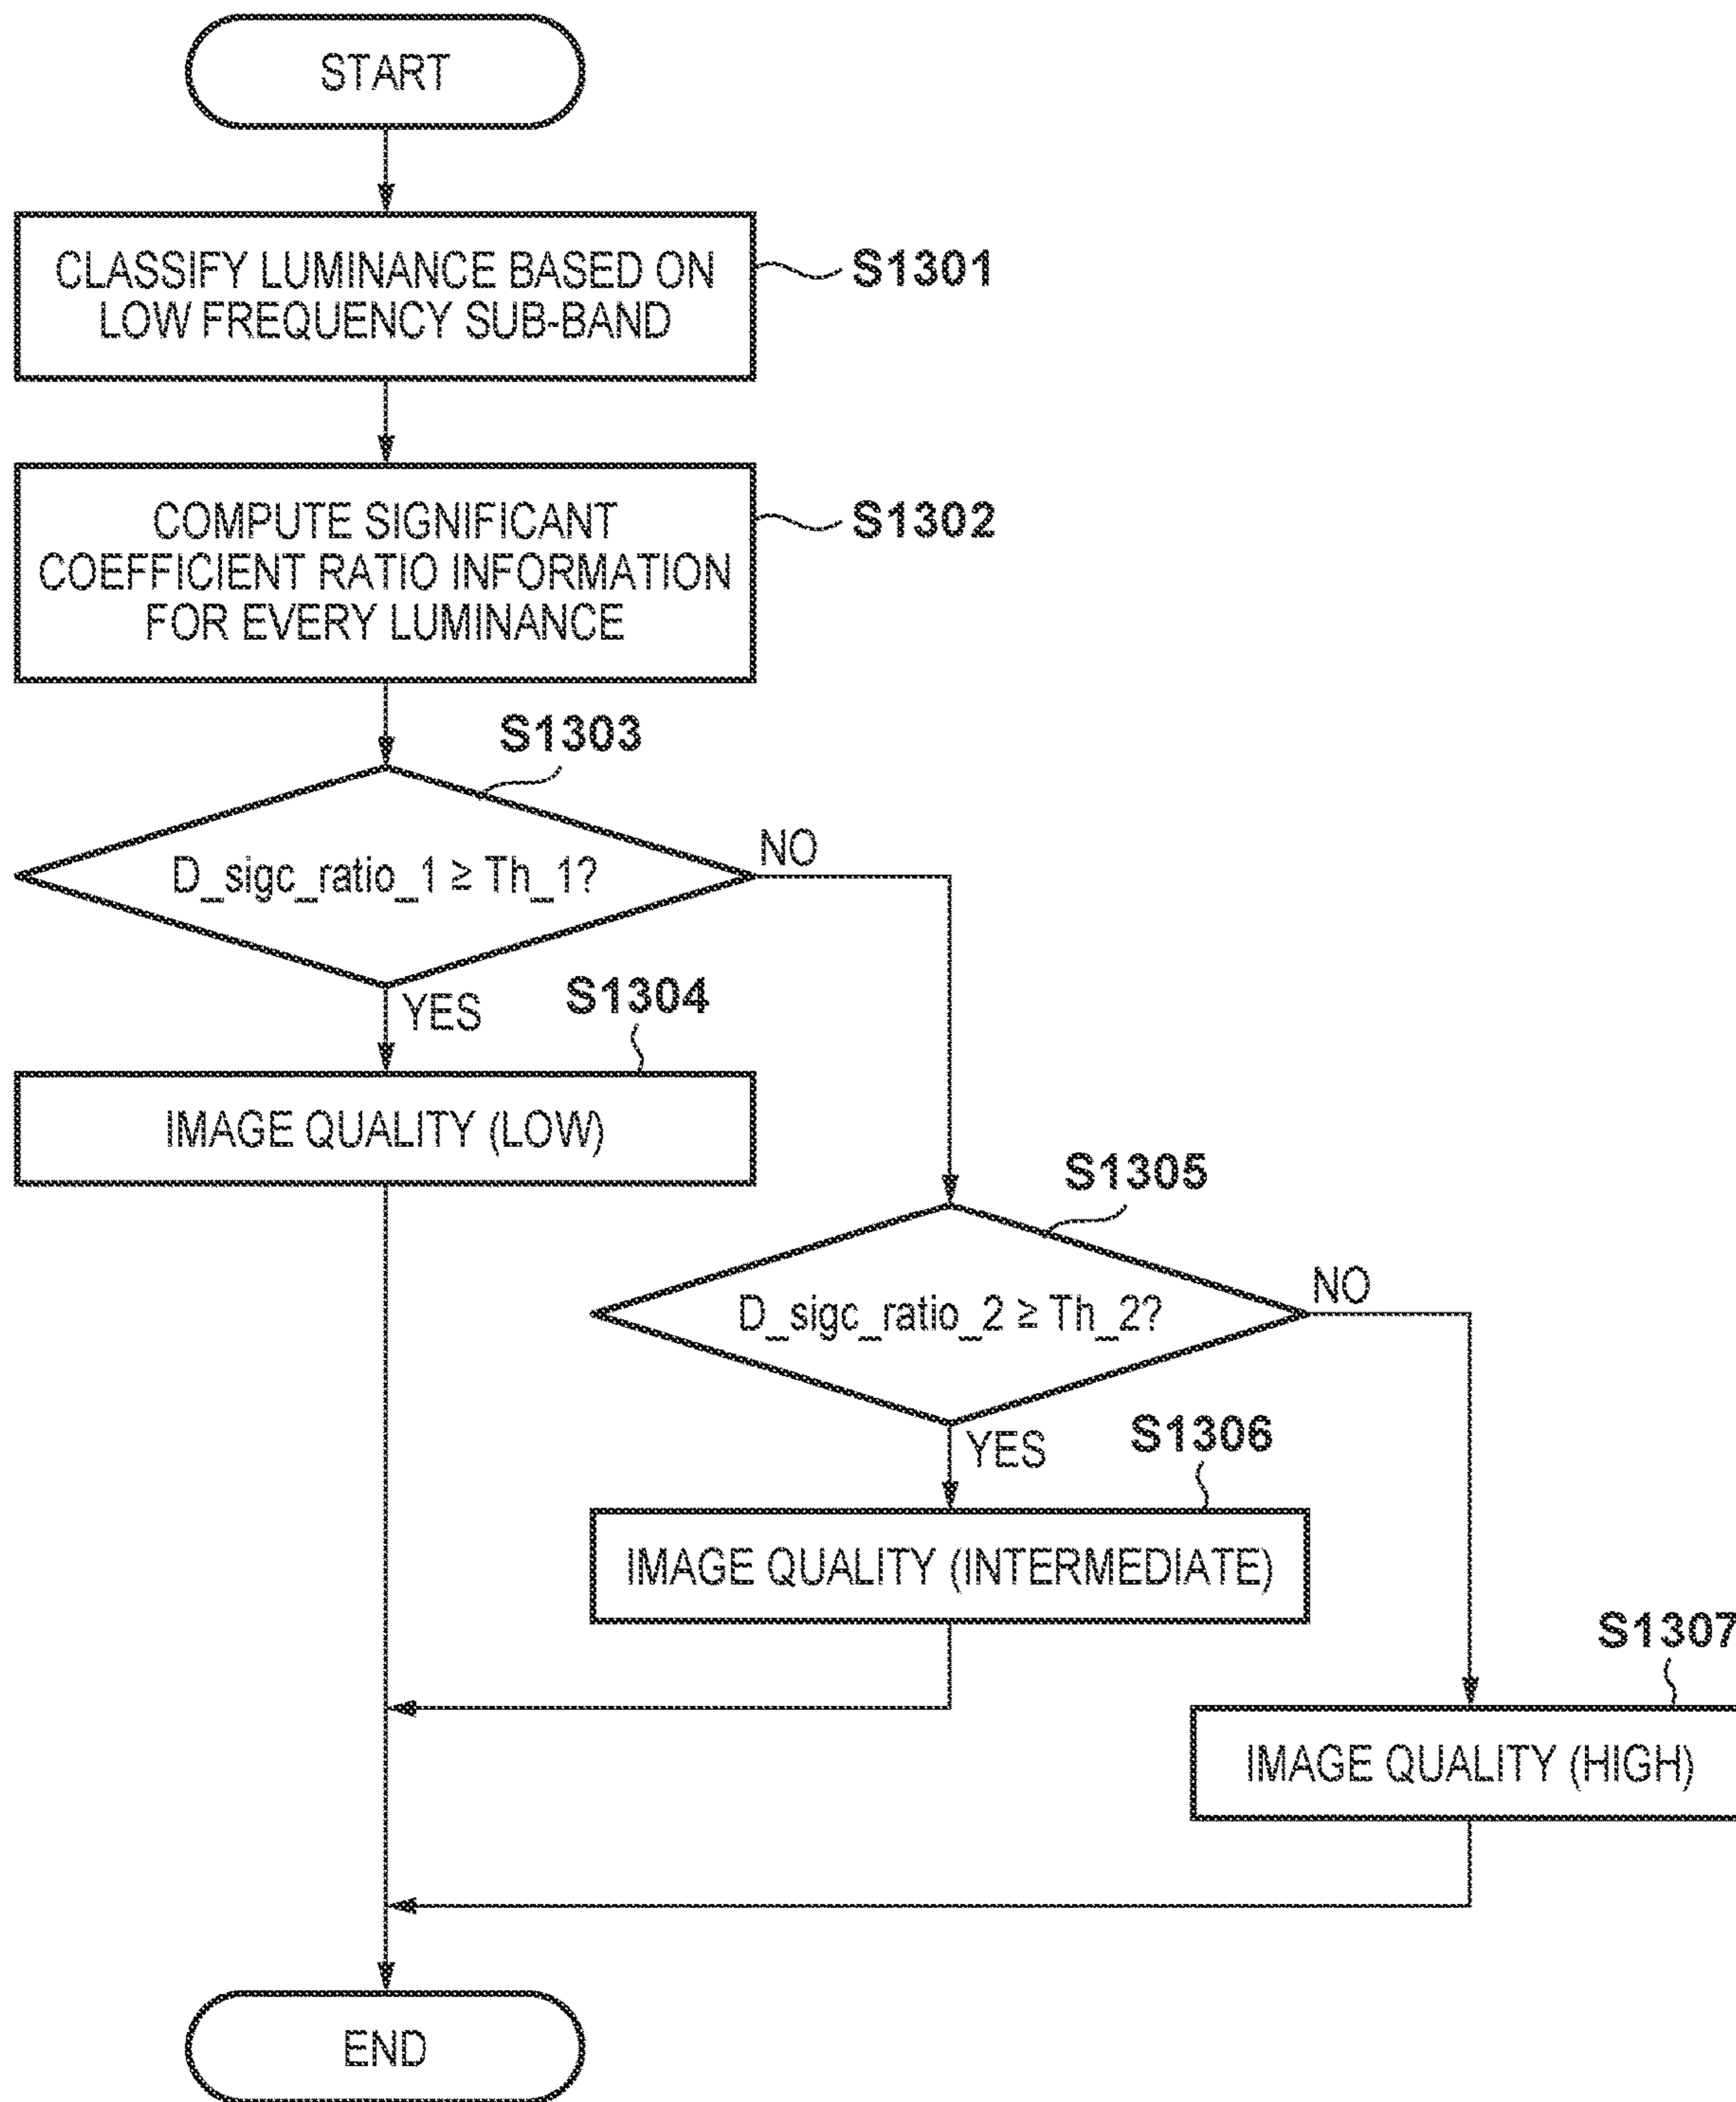 START
CLASSIFY LUMINANCE BASED ON
LOW FREQUENCY SUB-BAND
S1301
COMPUTE SIGNIFICANT
COEFFICIENT RATIO INFORMATION
FOR EVERY LUMINANCE
S1302
S1303
D_sigc_ratio_1 ≥ Th_1?
NO
YES
S1304
IMAGE QUALITY (LOW)
S1305
D_sigc_ratio_2 ≥ Th_2?
NO
YES
S1306
IMAGE QUALITY (INTERMEDIATE)
S1307
IMAGE QUALITY (HIGH)
END